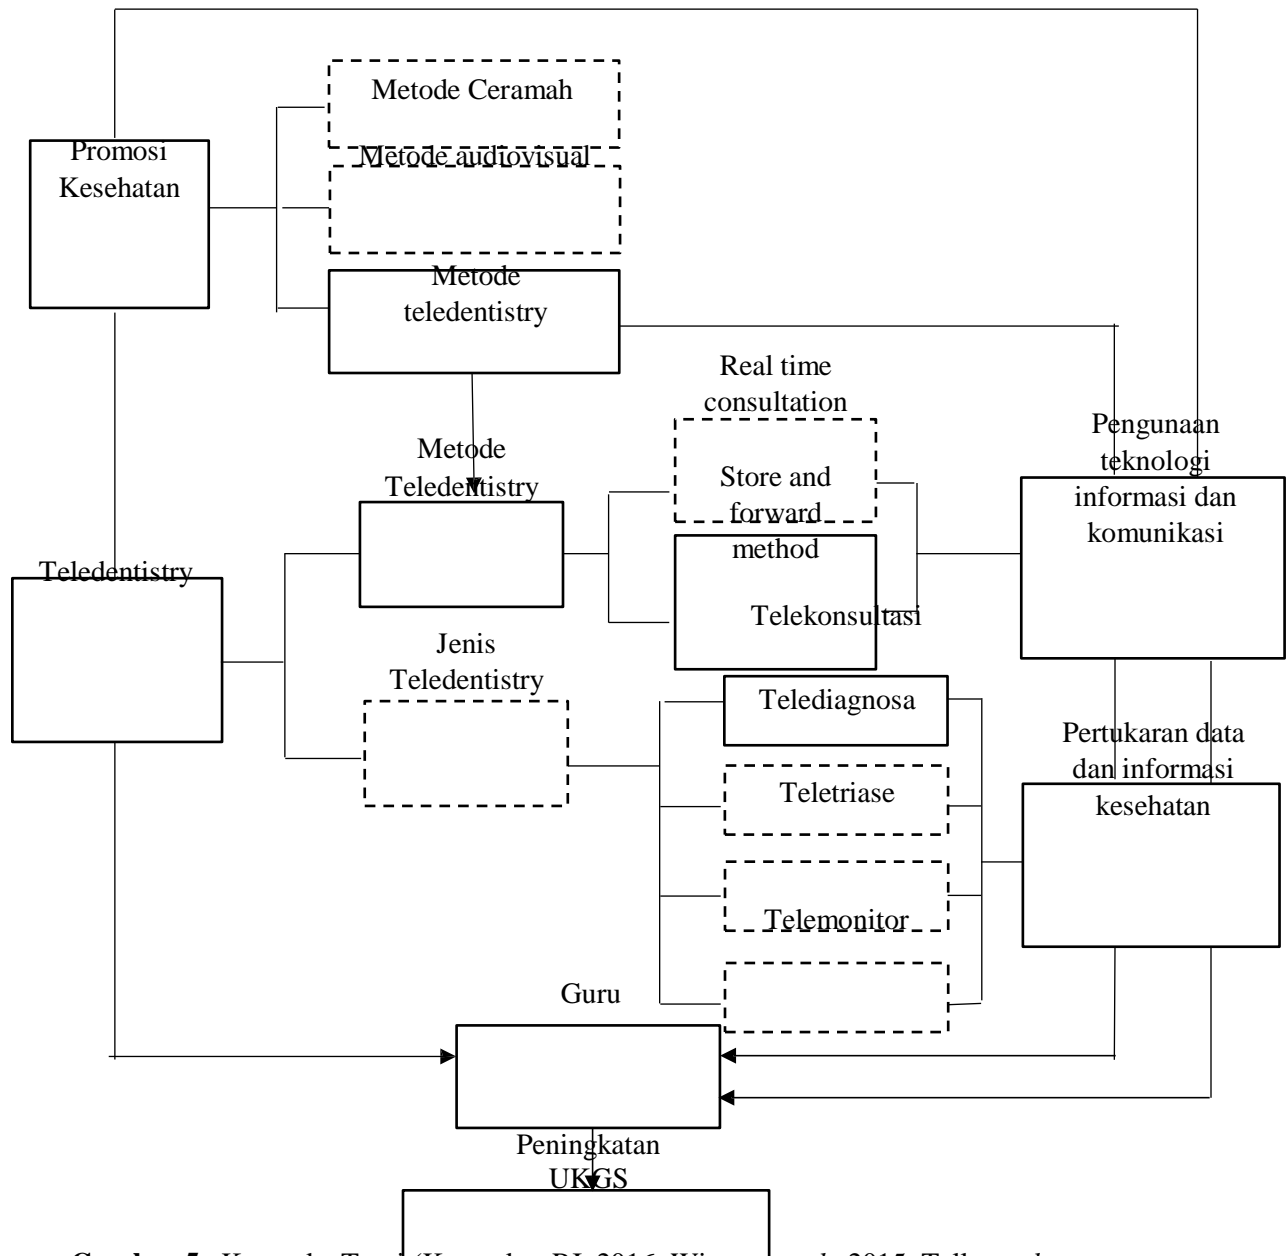 Metode Ceramah
Promosi
Kesehatan
Metode audiovisual
Metode
teledentistry
Real time
consultation
Metode
Teledentistry
Store and
forward
method
Pengunaan
teknologi
informasi dan
komunikasi
Teledentistry
Telekonsultasi
Jenis
Teledentistry
Telediagnosa
Pertukaran data
dan informasi
kesehatan
Teletriase
Telemonitor
Guru
Peningkatan
UKGS